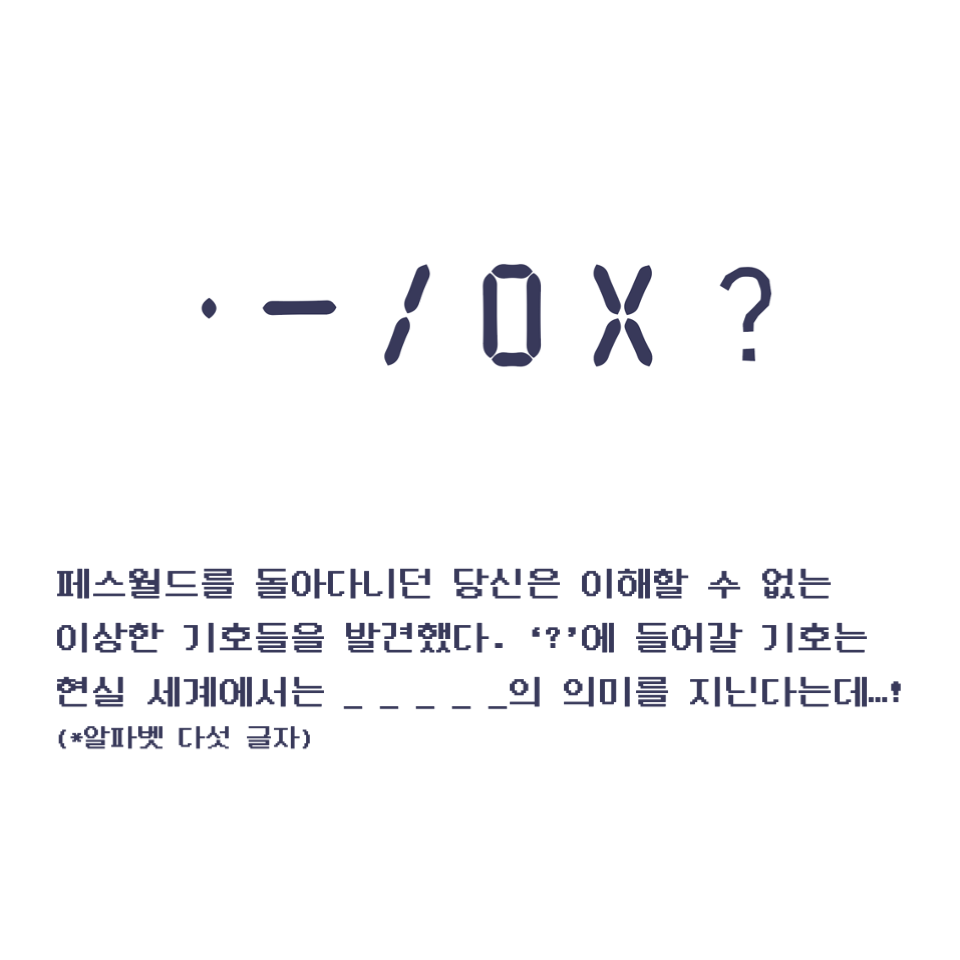 · - / O X ?
페스월드를 돌아다니던 당신은 이해할 수 없는
이상한 기호들을 발견했다. ‘?’에 들어갈 기호는
현실 세계에서는 _ _ _ _ _의 의미를 지닌다는데…!
(*알파벳 다섯 글자)